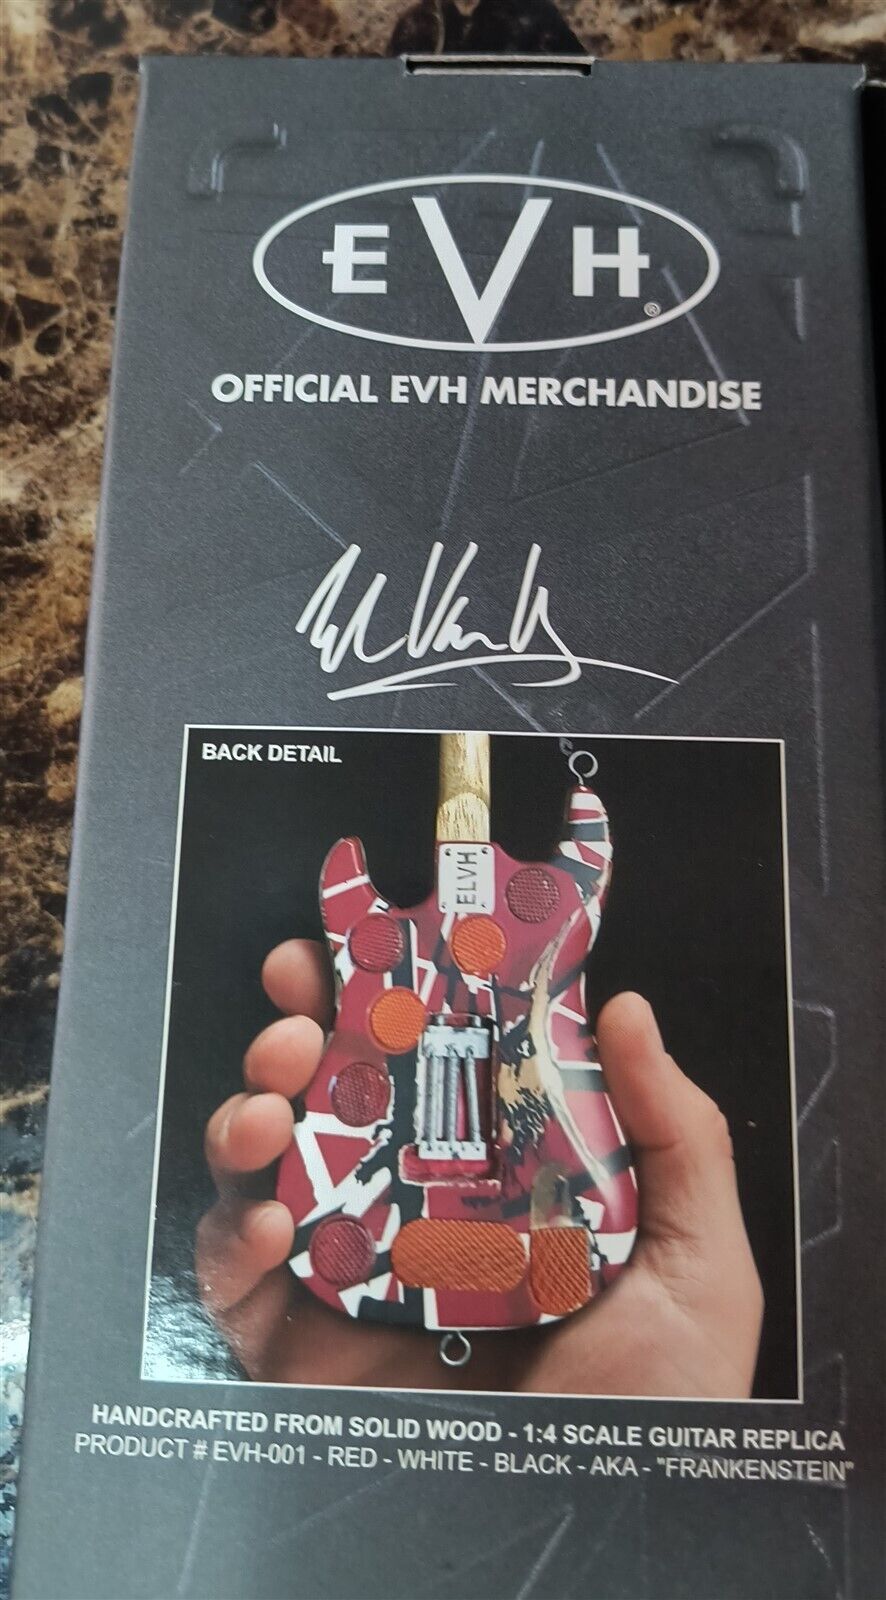 EVH®
OFFICIAL EVH MERCHANDISE
BACK DETAIL
ELVH
HANDCRAFTED FROM SOLID WOOD - 1:4 SCALE GUITAR REPLICA
PRODUCT # EVH-001 - RED - WHITE - BLACK - AKA - "FRANKENSTEIN"